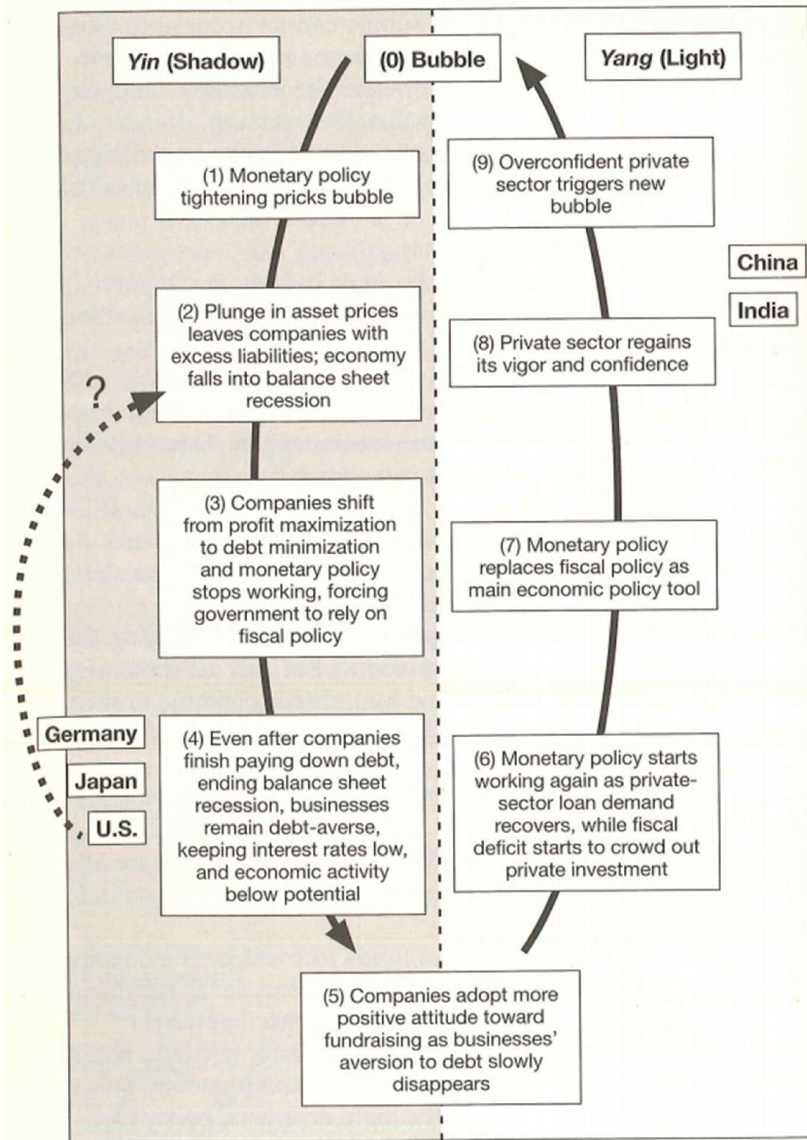 Yin (Shadow)
(0) Bubble
Yang (Light)
(1) Monetary policy
tightening pricks bubble
(2) Plunge in asset prices
leaves companies with
excess liabilities; economy
falls into balance sheet
recession
?
(3) Companies shift
from profit maximization
to debt minimization
and monetary policy
stops working, forcing
government to rely on
fiscal policy
Germany
Japan
U.S.
(4) Even after companies
finish paying down debt,
ending balance sheet
recession, businesses
remain debt-averse,
keeping interest rates low,
and economic activity
below potential
(5) Companies adopt more
positive attitude toward
fundraising as businesses’
aversion to debt slowly
disappears
(6) Monetary policy starts
working again as private-
sector loan demand
recovers, while fiscal
deficit starts to crowd out
private investment
(7) Monetary policy
replaces fiscal policy as
main economic policy tool
(8) Private sector regains
its vigor and confidence
China
India
(9) Overconfident private
sector triggers new
bubble